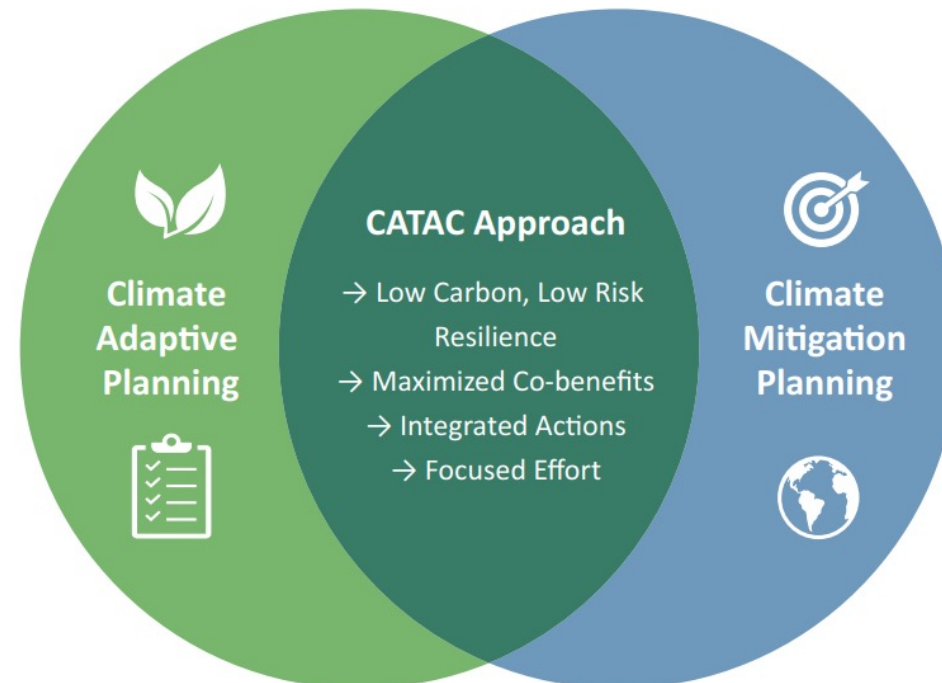 Climate
Adaptive
Planning
CATAC Approach
→ Low Carbon, Low Risk
Resilience
→ Maximized Co-benefits
→ Integrated Actions
→ Focused Effort
Climate
Mitigation
Planning